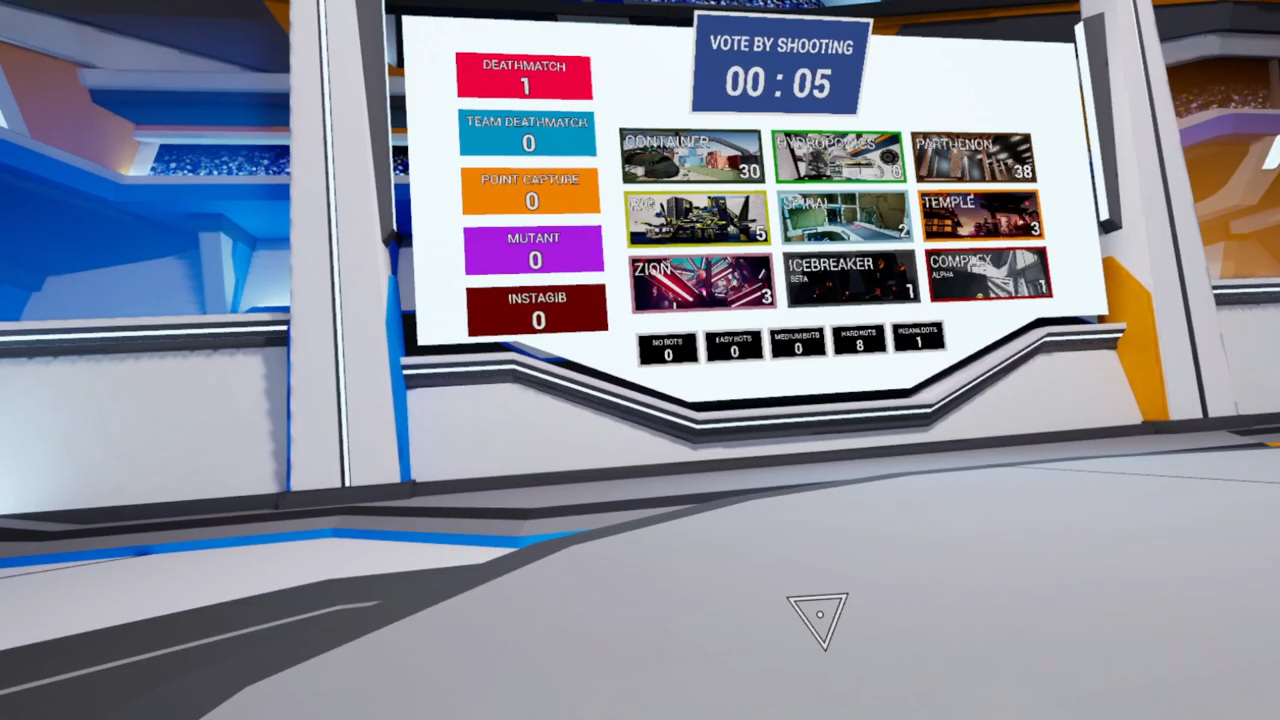 VOTE BY SHOOTING
00 : 05
DEATHMATCH
1
TEAM DEATHMATCH
0
POINT CAPTURE
0
MUTANT
0
INSTAGIB
0
CONTAINER
30
HYDROPONICS
0
PARTHENON
38
5
SPIRAL
2
TEMPLE
3
ZION
3
ICEBREAKER
BETA
1
COMPLEX
ALPHA
1
NO BOTS
0
EASY BOTS
0
MEDIUM BOTS
0
HARD BOTS
8
INSANE BOTS
1